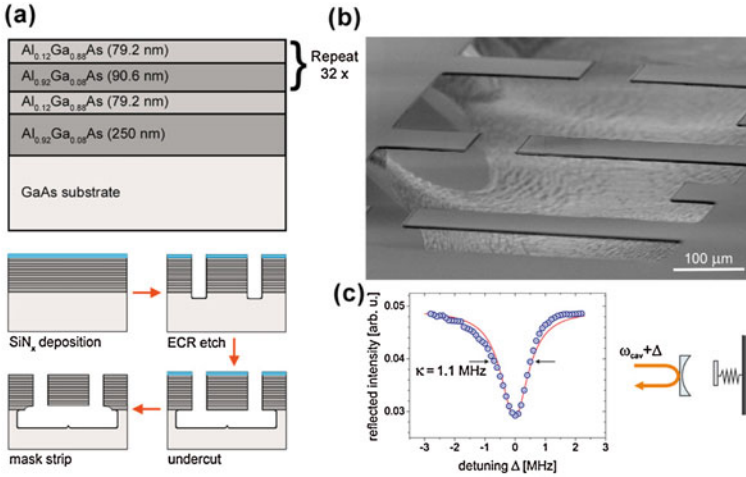 (a)
Al0.12Ga0.88As (79.2 nm)
Al0.92Ga0.08As (90.6 nm)
Al0.12Ga0.88As (79.2 nm)
Al0.92Ga0.08As (250 nm)
GaAs substrate
Repeat
32 x
SiNx deposition
ECR etch
mask strip
undercut
(b)
100 µm
(c)
reflected intensity [arb. u.]
0.05
0.04
0.03
κ = 1.1 MHz
-3
-2
-1
0
1
2
3
detuning Δ [MHz]
ωcav+Δ